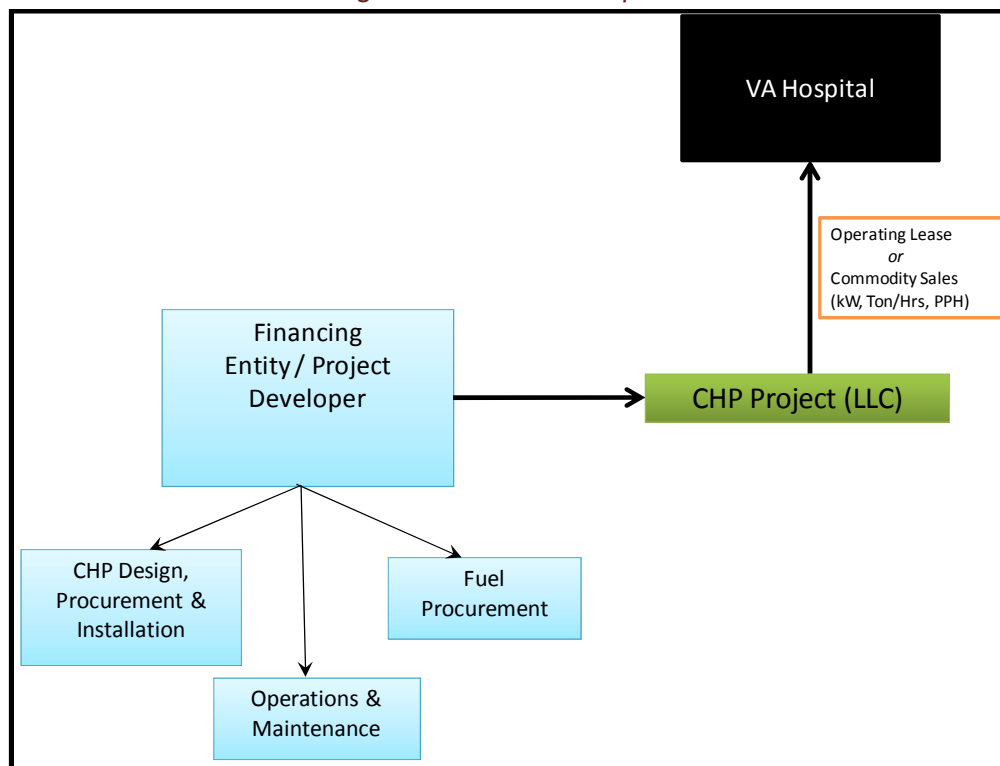 VA Hospital
Operating Lease
or
Commodity Sales
(kW, Ton/Hrs, PPH)
Financing
Entity / Project
Developer
CHP Project (LLC)
CHP Design,
Procurement &
Installation
Fuel
Procurement
Operations &
Maintenance